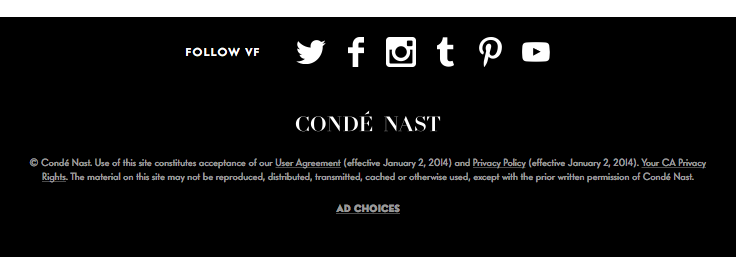 FOLLOW VF
CONDÉ NAST
© Condé Nast. Use of this site constitutes acceptance of our User Agreement (effective January 2, 2014) and Privacy Policy (effective January 2, 2014). Your CA Privacy
Rights. The material on this site may not be reproduced, distributed, transmitted, cached or otherwise used, except with the prior written permission of Condé Nast.
AD CHOICES